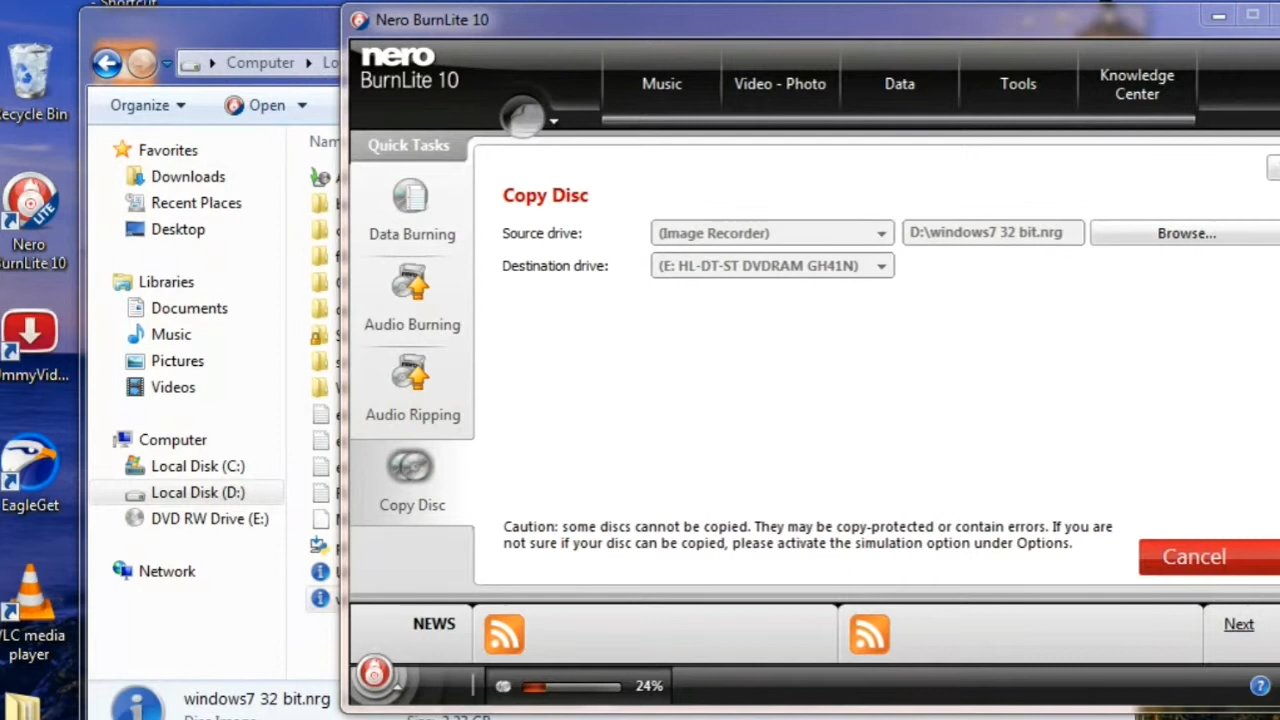 Shortcut
Recycle Bin
Nero
BurnLite 10
UmmyVid...
EagleGet
VLC media
player
Computer
Organize
Open
Favorites
Downloads
Recent Places
Desktop
Libraries
Documents
Music
Pictures
Videos
Computer
Local Disk (C:)
Local Disk (D:)
DVD RW Drive (E:)
Network
windows7 32 bit.nrg
Nero BurnLite 10
nero
BurnLite 10
Music
Video - Photo
Data
Tools
Knowledge
Center
Quick Tasks
Data Burning
Audio Burning
Audio Ripping
Copy Disc
Copy Disc
Source drive:
(Image Recorder)
D:\windows7 32 bit.nrg
Browse...
Destination drive:
(E: HL-DT-ST DVDRAM GH41N)
Caution: some discs cannot be copied. They may be copy-protected or contain errors. If you are
not sure if your disc can be copied, please activate the simulation option under Options.
Cancel
NEWS
Next
24%